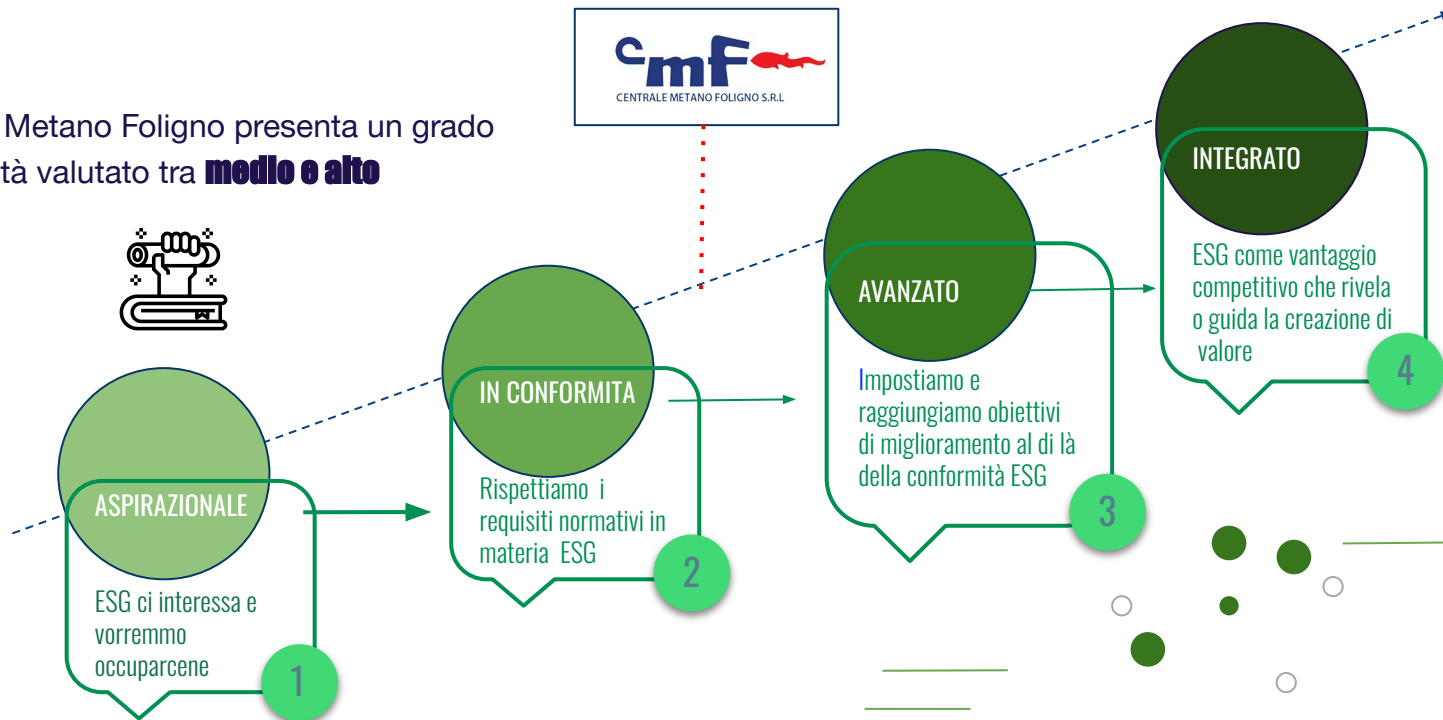 cmF
CENTRALE METANO FOLIGNO S.R.L
Metano Foligno presenta un grado
tà valutato tra medio e alto
INTEGRATO
ESG come vantaggio
competitivo che rivela
o guida la creazione di
valore
4
AVANZATO
Impostiamo e
raggiungiamo obiettivi
di miglioramento al di là
della conformità ESG
3
IN CONFORMITA
Rispettiamo i
requisiti normativi in
materia ESG
2
ASPIRAZIONALE
ESG ci interessa e
vorremmo
occuparcene
1